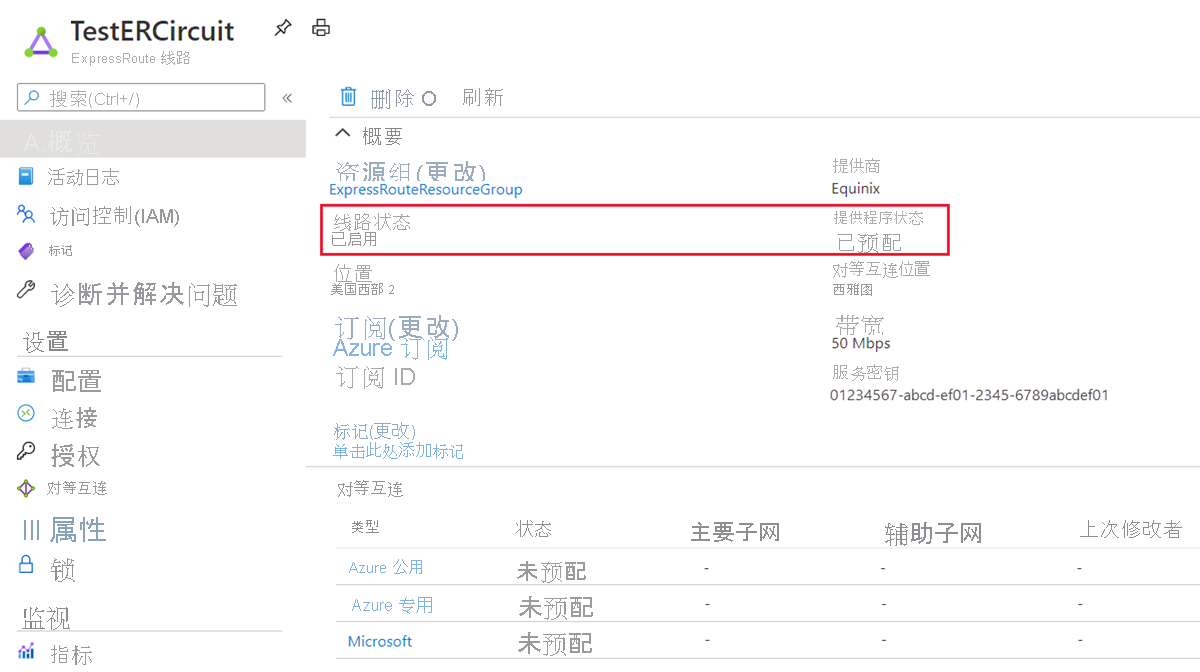 TestERCircuit
ExpressRoute 线路
搜索(Ctrl+/)
«
A.概览
活动日志
访问控制(IAM)
标记
诊断并解决问题
设置
配置
连接
授权
对等互连
属性
锁
监视
指标
删除 刷新
概要
资源组(更改)
ExpressRouteResourceGroup
提供商
Equinix
线路状态
已启用
提供程序状态
已预配
位置
美国西部 2
对等互连位置
西雅图
订阅(更改)
Azure 订阅
带宽
50 Mbps
订阅 ID
服务密钥
01234567-abcd-ef01-2345-6789abcdef01
标记(更改)
单击此处添加标记
对等互连
类型 状态 主要子网 辅助子网 上次修改者
Azure 公用 未预配 - - -
Azure 专用 未预配 - - -
Microsoft 未预配 - - -